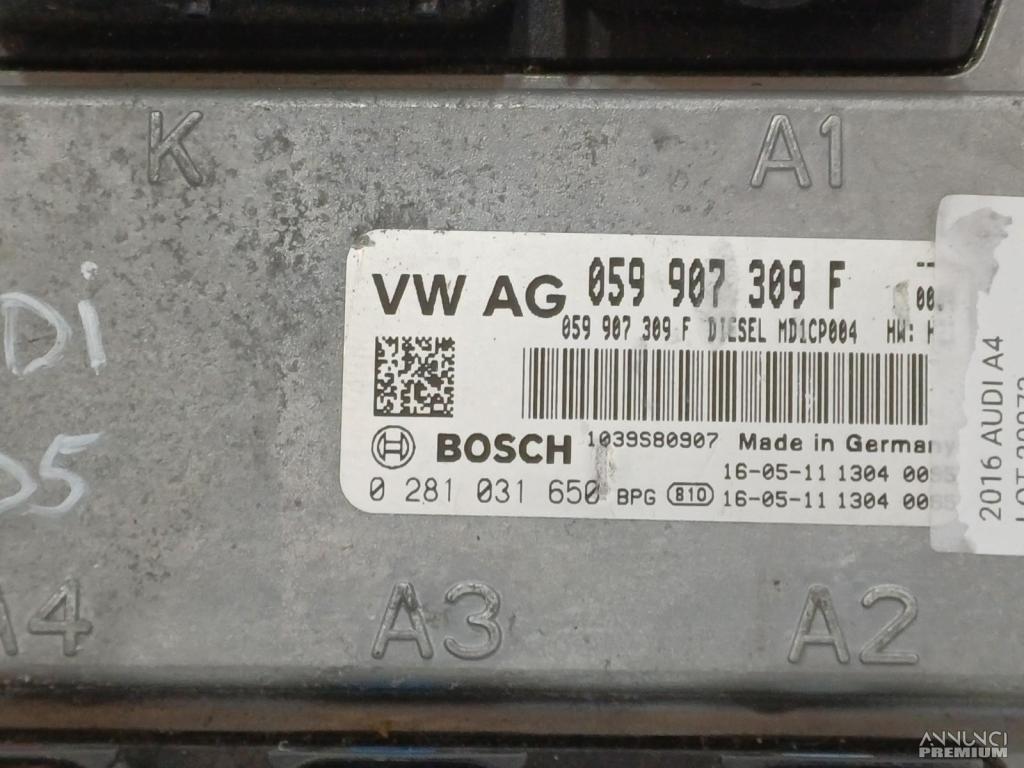 K A1
VW AG 059 907 309 F
059 907 309 F DIESEL MD1CP004 HW:
BOSCH 1039S80907 Made in Germany
16-05-11 1304
0 281 031 650 BPG 810 16-05-11 1304
A4 A3 A2
2016 AUDI A4
LOT
ANNUNCI
PREMIUM